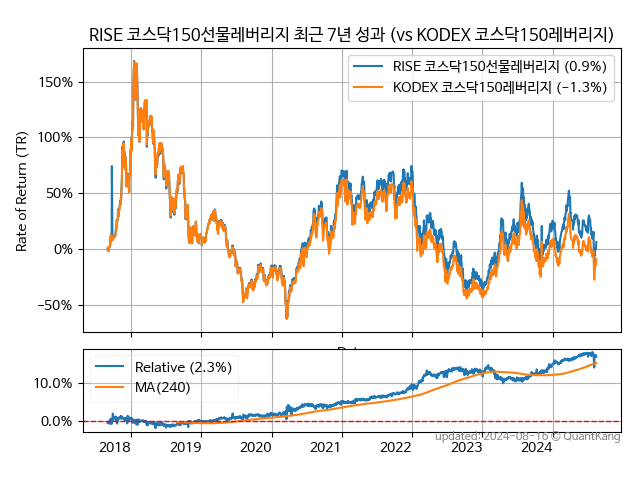 RISE 코스닥150선물레버리지 최근 7년 성과 (vs KODEX 코스닥150레버리지)
RISE 코스닥150선물레버리지 (0.9%)
KODEX 코스닥150레버리지 (−1.3%)
150%
100%
50%
0%
−50%
Rate of Return (TR)
Relative (2.3%)
MA(240)
10.0%
0.0%
2018 2019 2020 2021 2022 2023 2024
updated: 2024-08-16 © QuantKang